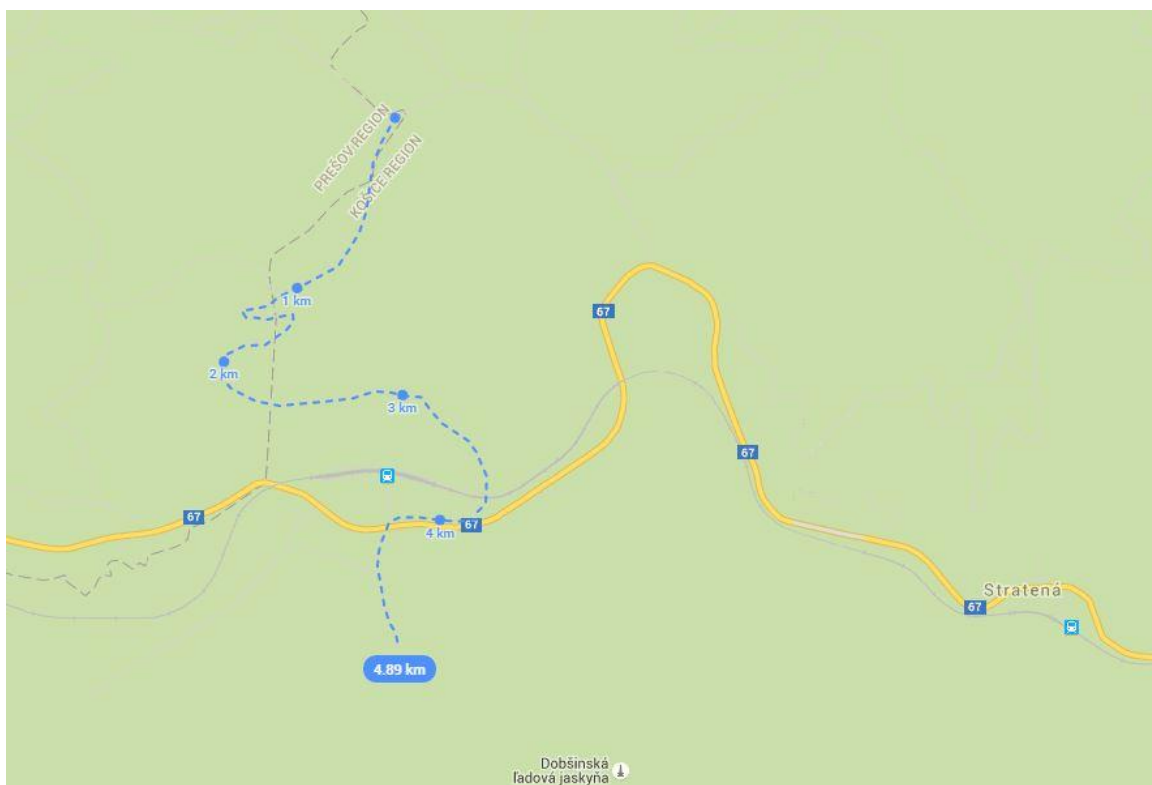 PREŠOV REGION
KOŠICE REGION
1 km
67
2 km
3 km
67
67
67
4 km
Stratená
67
4.89 km
Dobšinská
ľadová jaskyňa